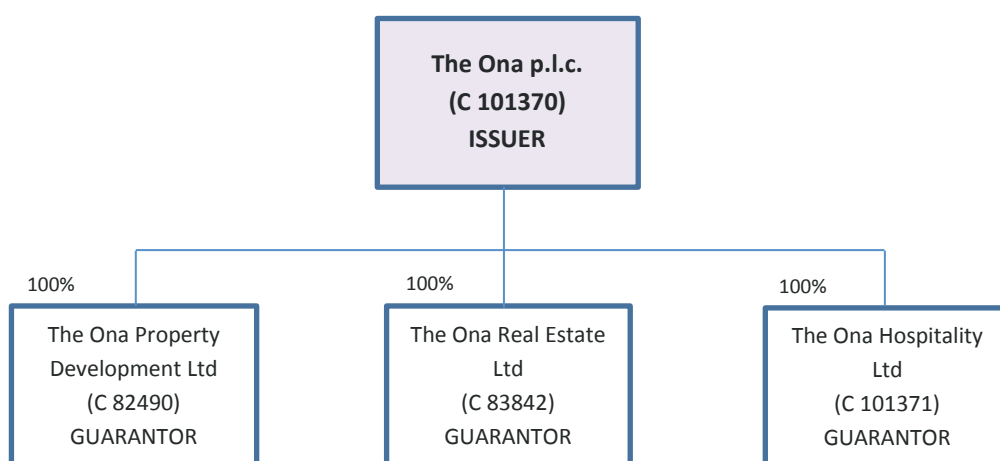 The Ona p.l.c.
(C 101370)
ISSUER
100%
The Ona Property
Development Ltd
(C 82490)
GUARANTOR
100%
The Ona Real Estate
Ltd
(C 83842)
GUARANTOR
100%
The Ona Hospitality
Ltd
(C 101371)
GUARANTOR